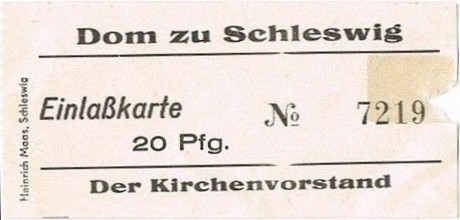 Dom zu Schleswig
Einlaßkarte
№ 7219
20 Pfg.
Der Kirchenvorstand
Heinrich Maas, Schleswig